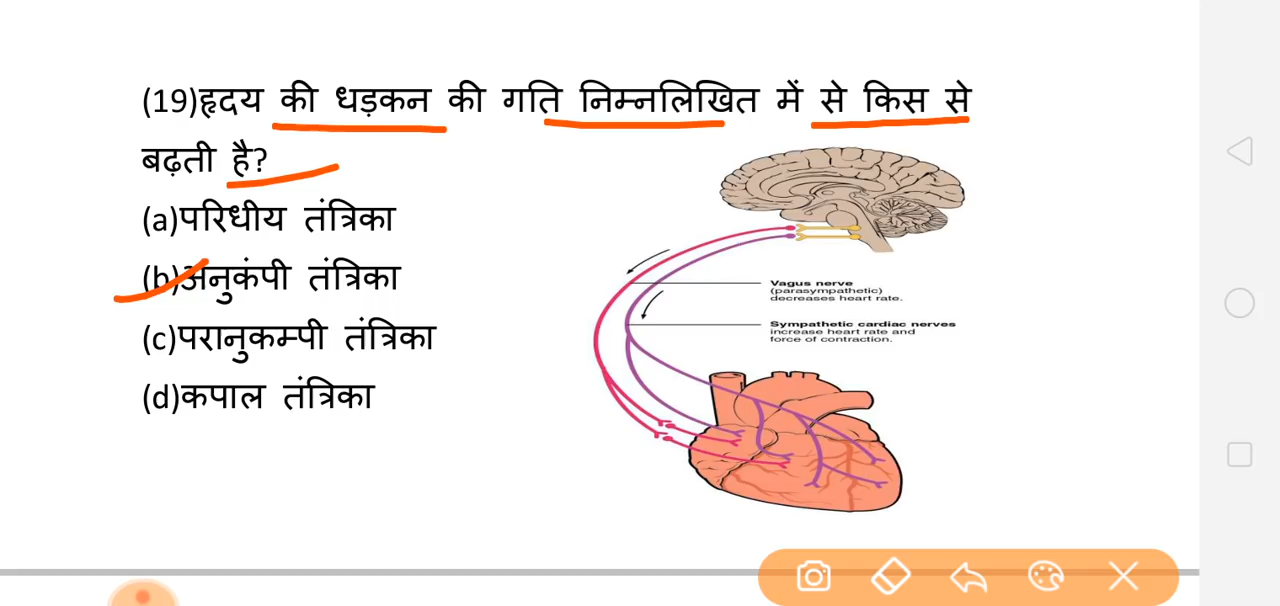 (19)हृदय की धड़कन की गति निम्नलिखित में से किस से
बढ़ती है?
(a)परिधीय तंत्रिका
(b)अनुकंपी तंत्रिका
(c)परानुकम्पी तंत्रिका
(d)कपाल तंत्रिका
Vagus nerve
(parasympathetic)
decreases heart rate.
Sympathetic cardiac nerves
increase heart rate and
force of contraction.